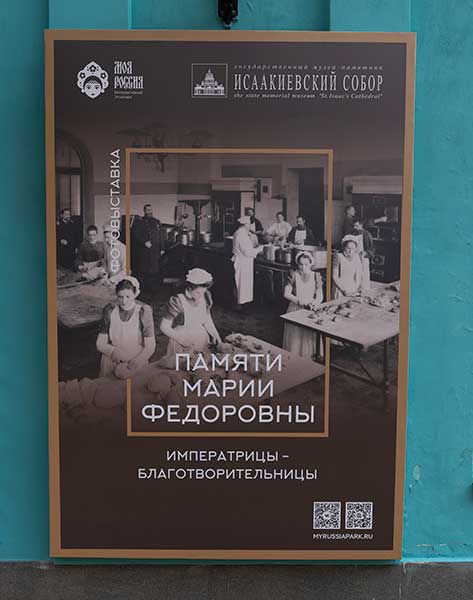 МОЯ
РОССИЯ
государственный музей-памятник
ИСААКИЕВСКИЙ СОБОР
the state memorial museum "St. Isaac's Cathedral"
ФОТОВЫСТАВКА
ПАМЯТИ
МАРИИ
ФЕДОРОВНЫ
ИМПЕРАТРИЦЫ –
БЛАГОТВОРИТЕЛЬНИЦЫ
MYRUSSIAPARK.RU